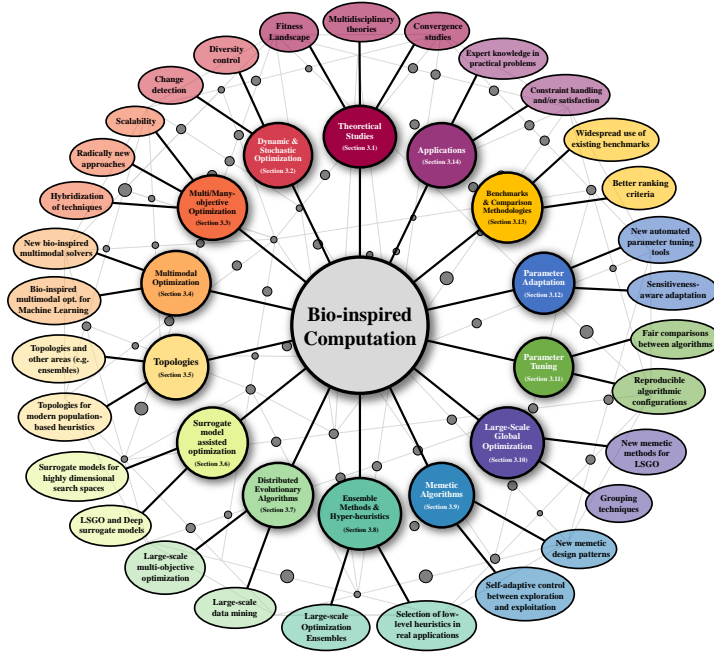 Bio-inspired
Computation
Theoretical
Studies
(Section 3.1)
Fitness
Landscape
Multidisciplinary
theories
Convergence
studies
Dynamic &
Stochastic
Optimization
(Section 3.2)
Diversity
control
Change
detection
Multi/Many-
objective
Optimization
(Section 3.3)
Scalability
Radically new
approaches
Hybridization
of techniques
Multimodal
Optimization
(Section 3.4)
New bio-inspired
multimodal solvers
Bio-inspired
multimodal opt. for
Machine Learning
Topologies
(Section 3.5)
Topologies and
other areas (e.g.
ensembles)
Topologies for
modern population-
based heuristics
Surrogate
model
assisted
optimization
(Section 3.6)
Surrogate models for
highly dimensional
search spaces
LSGO and Deep
surrogate models
Distributed
Evolutionary
Algorithms
(Section 3.7)
Large-scale
multi-objective
optimization
Large-scale
data mining
Ensemble
Methods &
Hyper-heuristics
(Section 3.8)
Large-scale
Optimization
Ensembles
Selection of low-
level heuristics in
real applications
Memetic
Algorithms
(Section 3.9)
Self-adaptive control
between exploration
and exploitation
New memetic
design patterns
Large-Scale
Global
Optimization
(Section 3.10)
Grouping
techniques
New memetic
methods for
LSGO
Parameter
Tuning
(Section 3.11)
Reproducible
algorithmic
configurations
Fair comparisons
between algorithms
Parameter
Adaptation
(Section 3.12)
Sensitiveness-
aware adaptation
New automated
parameter tuning
tools
Benchmarks
& Comparison
Methodologies
(Section 3.13)
Better ranking
criteria
Widespread use of
existing benchmarks
Applications
(Section 3.14)
Constraint handling
and/or satisfaction
Expert knowledge in
practical problems